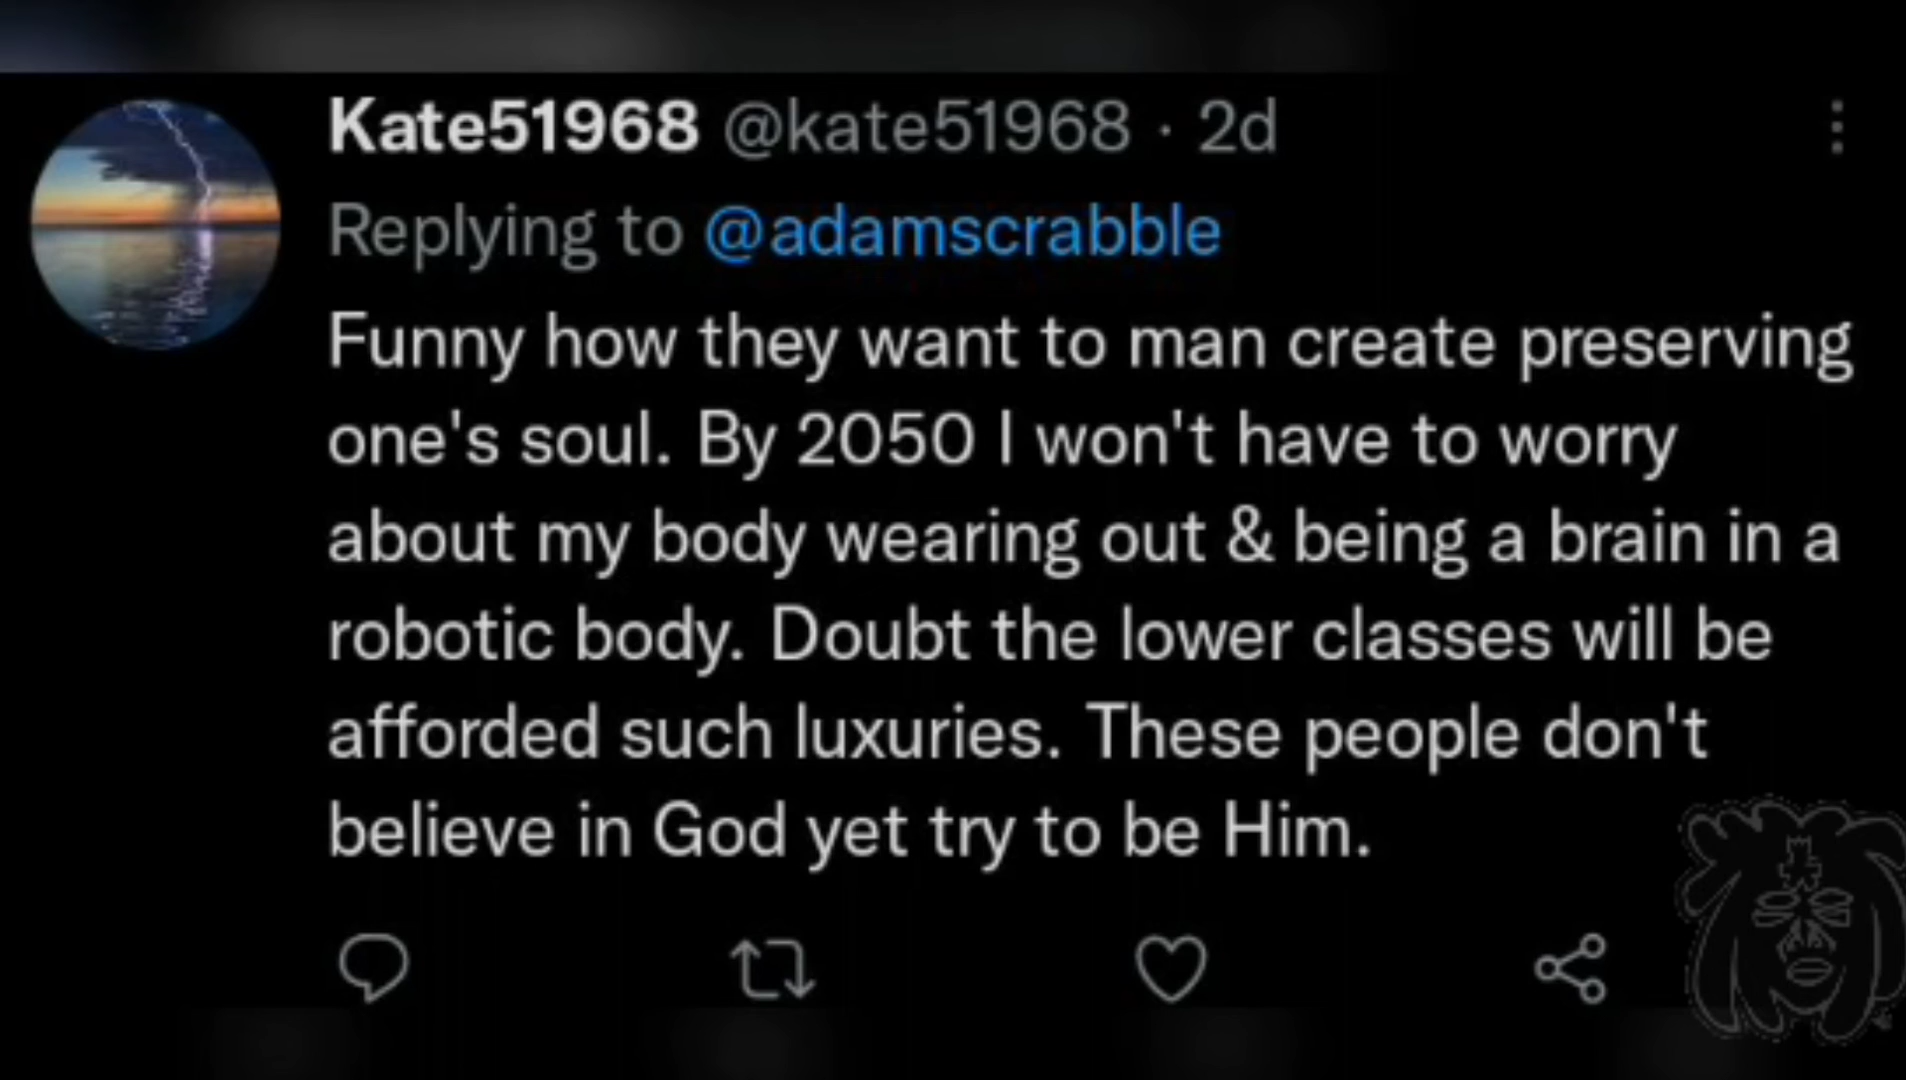 Kate51968 @kate51968 · 2d
Replying to @adamscrabble
Funny how they want to man create preserving
one's soul. By 2050 I won't have to worry
about my body wearing out & being a brain in a
robotic body. Doubt the lower classes will be
afforded such luxuries. These people don't
believe in God yet try to be Him.